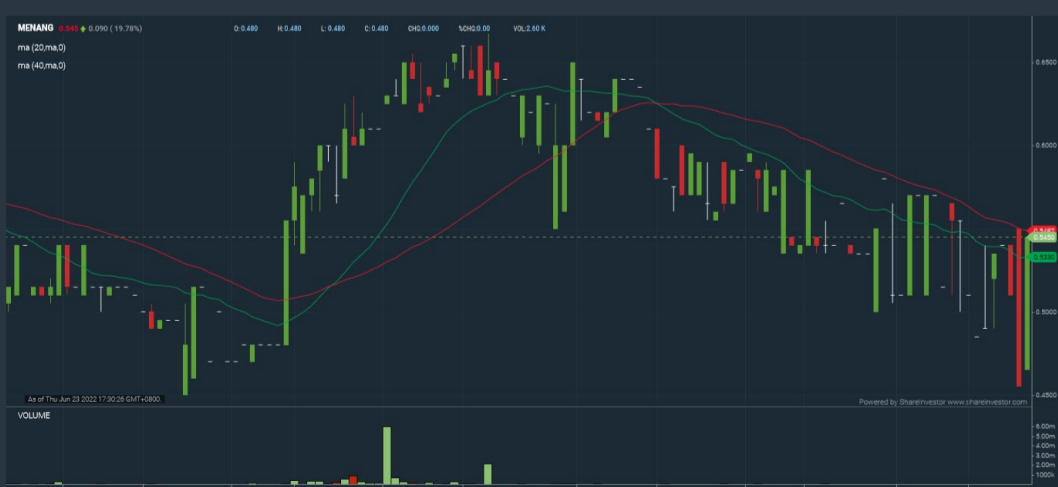 MENANG 0.545 0.090 ( 19.78%) O: 0.480 H: 0.480 L: 0.480 C: 0.480 CHG:0.000 %CHG:0.00 VOL:2.60 K
ma (20,ma,0)
ma (40,ma,0)
0.6500
0.6000
0.5487
0.5450
0.5330
0.5000
0.4500
As of Thu Jun 23 2022 17:30:26 GMT+0800.
Powered by ShareInvestor www.shareinvestor.com
VOLUME
6.00m
5.00m
4.00m
3.00m
2.00m
1000k